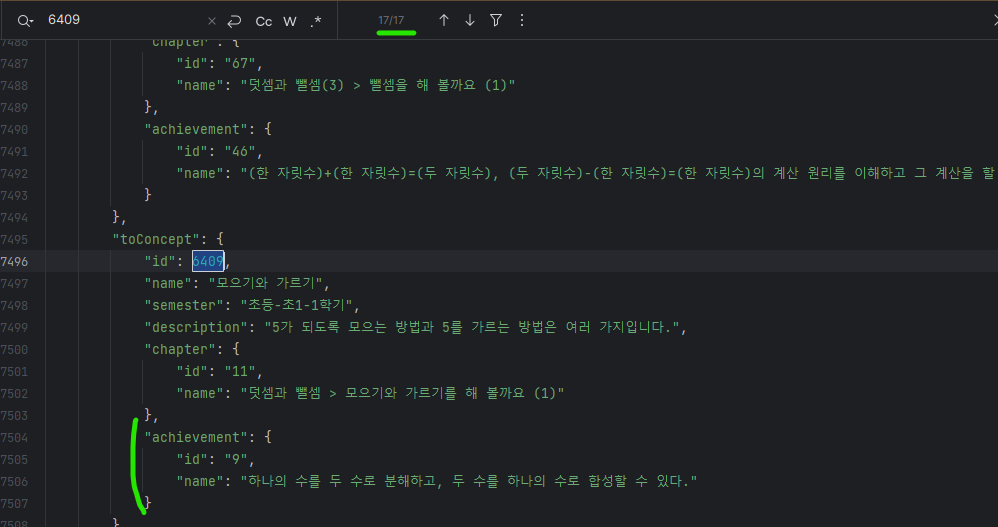 6409 Cc W .* 17/17
7486 "chapter": {
7487 "id": "67",
7488 "name": "덧셈과 뺄셈(3) > 뺄셈을 해 볼까요 (1)"
7489 },
7490 "achievement": {
7491 "id": "46",
7492 "name": "(한 자릿수)+(한 자릿수)=(두 자릿수), (두 자릿수)-(한 자릿수)=(한 자릿수)의 계산 원리를 이해하고 그 계산을 할
7493 }
7494 },
7495 "toConcept": {
7496 "id": 6409,
7497 "name": "모으기와 가르기",
7498 "semester": "초등-초1-1학기",
7499 "description": "5가 되도록 모으는 방법과 5를 가르는 방법은 여러 가지입니다.",
7500 "chapter": {
7501 "id": "11",
7502 "name": "덧셈과 뺄셈 > 모으기와 가르기를 해 볼까요 (1)"
7503 },
7504 "achievement": {
7505 "id": "9",
7506 "name": "하나의 수를 두 수로 분해하고, 두 수를 하나의 수로 합성할 수 있다."
7507 }
7508 }